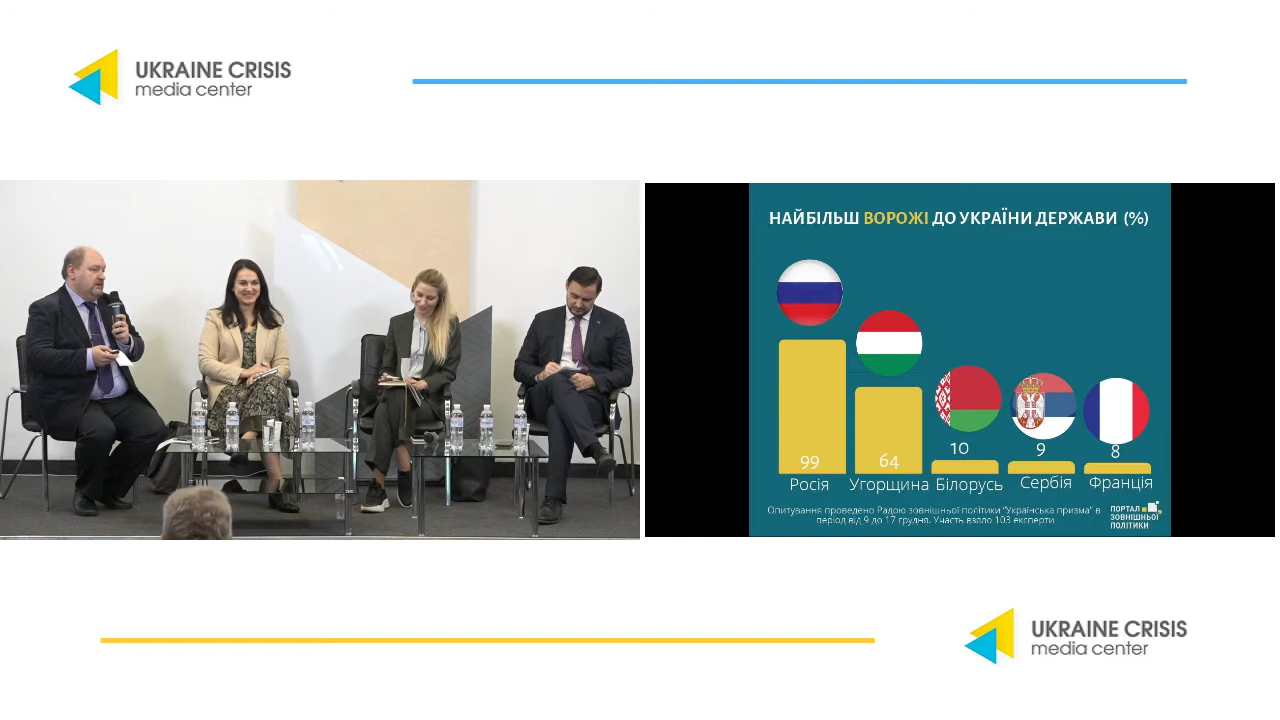 UKRAINE CRISIS
media center
НАЙБІЛЬШ ВОРОЖІ ДО УКРАЇНИ ДЕРЖАВИ (%)
99
64
10
9
8
Росія
Угорщина
Білорусь
Сербія
Франція
Опитування проведено Радою зовнішньої політики "Українська призма" в
період від 9 до 17 грудня. Участь взяло 103 експерти
ПОРТАЛ
ЗОВНІШНЬОЇ
ПОЛІТИКИ
UKRAINE CRISIS
media center